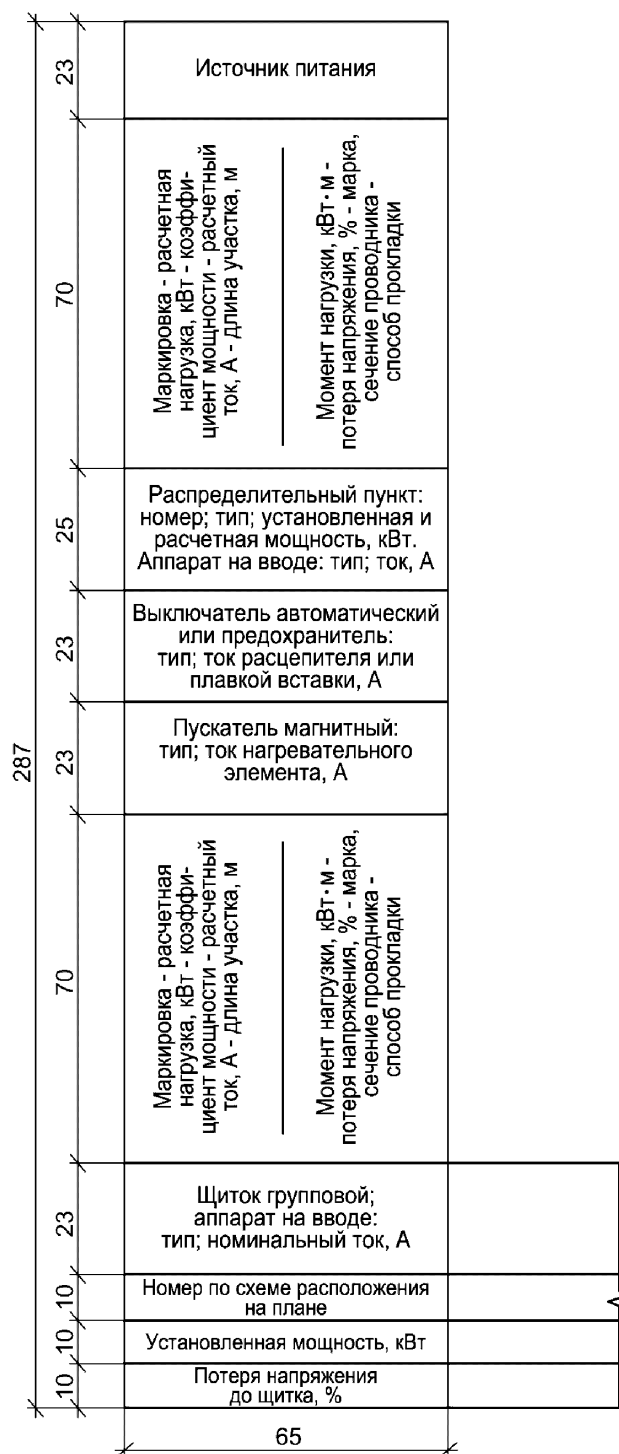 23
Источник питания
70
Маркировка - расчетная
нагрузка, кВт - коэффи-
циент мощности - расчетный
ток, А - длина участка, м
Момент нагрузки, кВт·м -
потеря напряжения, % - марка,
сечение проводника -
способ прокладки
25
Распределительный пункт:
номер; тип; установленная и
расчетная мощность, кВт.
Аппарат на вводе: тип; ток, А
23
Выключатель автоматический
или предохранитель:
тип; ток расцепителя или
плавкой вставки, А
287
23
Пускатель магнитный:
тип; ток нагревательного
элемента, А
70
Маркировка - расчетная
нагрузка, кВт - коэффи-
циент мощности - расчетный
ток, А - длина участка, м
Момент нагрузки, кВт·м -
потеря напряжения, % - марка,
сечение проводника -
способ прокладки
23
Щиток групповой;
аппарат на вводе:
тип; номинальный ток, А
10
Номер по схеме расположения
на плане
10
Установленная мощность, кВт
10
Потеря напряжения
до щитка, %
65